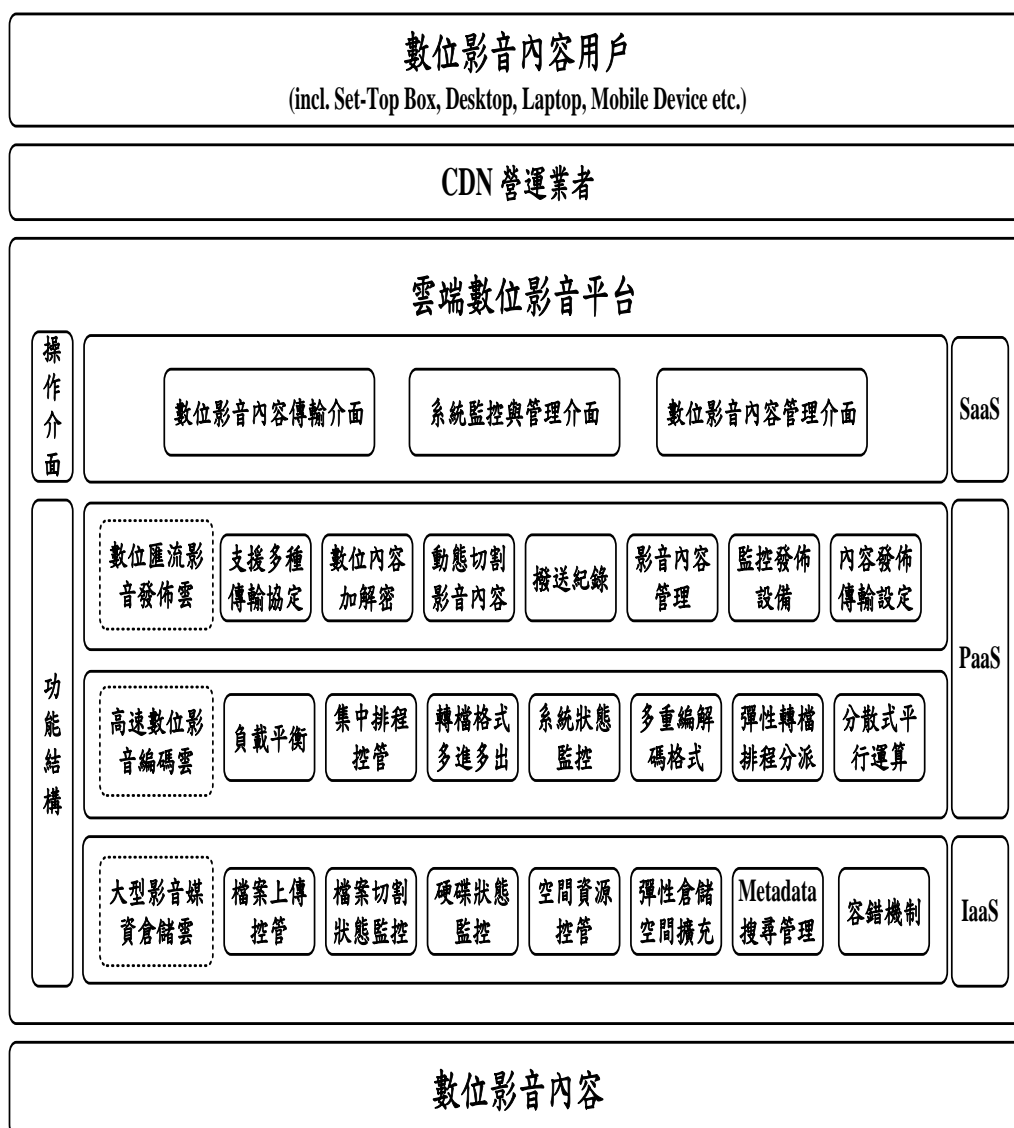 數位影音內容用戶
(incl. Set-Top Box, Desktop, Laptop, Mobile Device etc.)
CDN 營運業者
雲端數位影音平台
操
作
介
面
數位影音內容傳輸介面
系統監控與管理介面
數位影音內容管理介面
SaaS
功
能
結
構
數位匯流影
音發佈雲
支援多種
傳輸協定
數位內容
加解密
動態切割
影音內容
撥送紀錄
影音內容
管理
監控發佈
設備
內容發佈
傳輸設定
PaaS
高速數位影
音編碼雲
負載平衡
集中排程
控管
轉檔格式
多進多出
系統狀態
監控
多重編解
碼格式
彈性轉檔
排程分派
分散式平
行運算
大型影音媒
資倉儲雲
檔案上傳
控管
檔案切割
狀態監控
硬碟狀態
監控
空間資源
控管
彈性倉儲
空間擴充
Metadata
搜尋管理
容錯機制
IaaS
數位影音內容